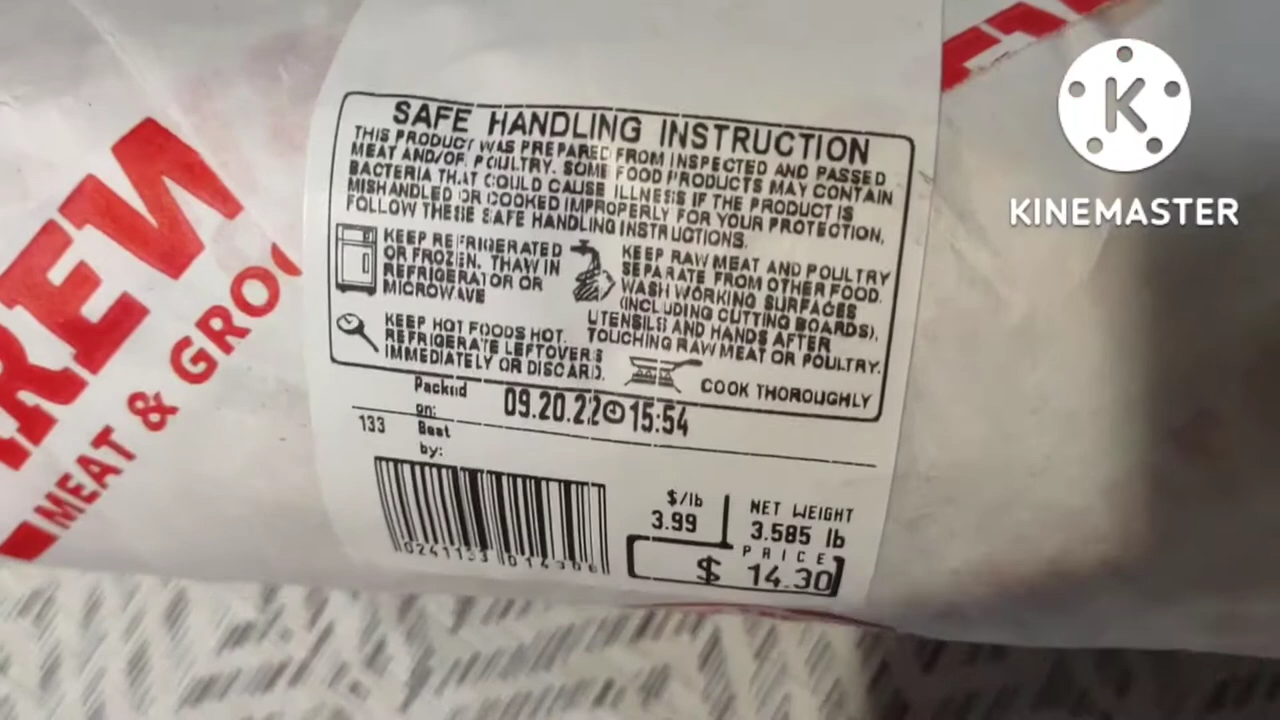 REW
MEAT & GRO
SAFE HANDLING INSTRUCTION
THIS PRODUCT WAS PREPARED FROM INSPECTED AND PASSED
MEAT AND/OR POULTRY. SOME FOOD PRODUCTS MAY CONTAIN
BACTERIA THAT COULD CAUSE ILLNESS IF THE PRODUCT IS
MISHANDLED OR COOKED IMPROPERLY FOR YOUR PROTECTION,
FOLLOW THESE SAFE HANDLING INSTRUCTIONS.
KEEP REFRIGERATED
OR FROZEN. THAW IN
REFRIGERATOR OR
MICROWAVE
KEEP RAW MEAT AND POULTRY
SEPARATE FROM OTHER FOOD.
WASH WORKING SURFACES
(INCLUDING CUTTING BOARDS),
UTENSILS AND HANDS AFTER
TOUCHING RAW MEAT OR POULTRY.
KEEP HOT FOODS HOT.
REFRIGERATE LEFTOVERS
IMMEDIATELY OR DISCARD.
COOK THOROUGHLY
Packed
on:
09.20.22 15:54
133 Best
by:
$/lb
3.99
NET WEIGHT
3.585 lb
PRICE
$ 14.30
K
KINEMASTER